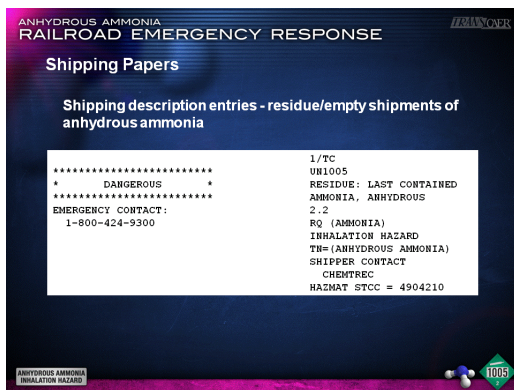 ANHYDROUS AMMONIA
RAILROAD EMERGENCY RESPONSE
TRANSCAER
Shipping Papers
Shipping description entries - residue/empty shipments of
anhydrous ammonia
*************************
* DANGEROUS *
*************************
EMERGENCY CONTACT:
1-800-424-9300
1/TC
UN1005
RESIDUE: LAST CONTAINED
AMMONIA, ANHYDROUS
2.2
RQ (AMMONIA)
INHALATION HAZARD
TN=(ANHYDROUS AMMONIA)
SHIPPER CONTACT
CHEMTREC
HAZMAT STCC = 4904210
ANHYDROUS AMMONIA
INHALATION HAZARD
1005
2